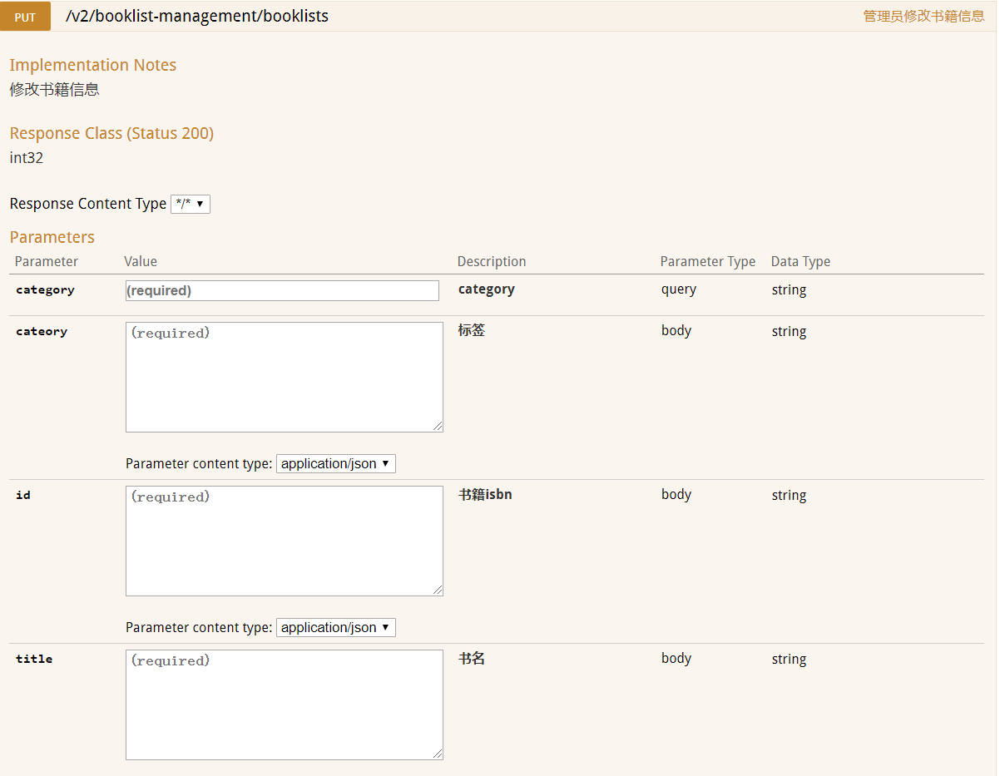 PUT /v2/booklist-management/booklists 管理员修改书籍信息
Implementation Notes
修改书籍信息
Response Class (Status 200)
int32
Response Content Type */*
Parameters
Parameter Value Description Parameter Type Data Type
category (required) category query string
cateory (required) 标签 body string
Parameter content type: application/json
id (required) 书籍isbn body string
Parameter content type: application/json
title (required) 书名 body string